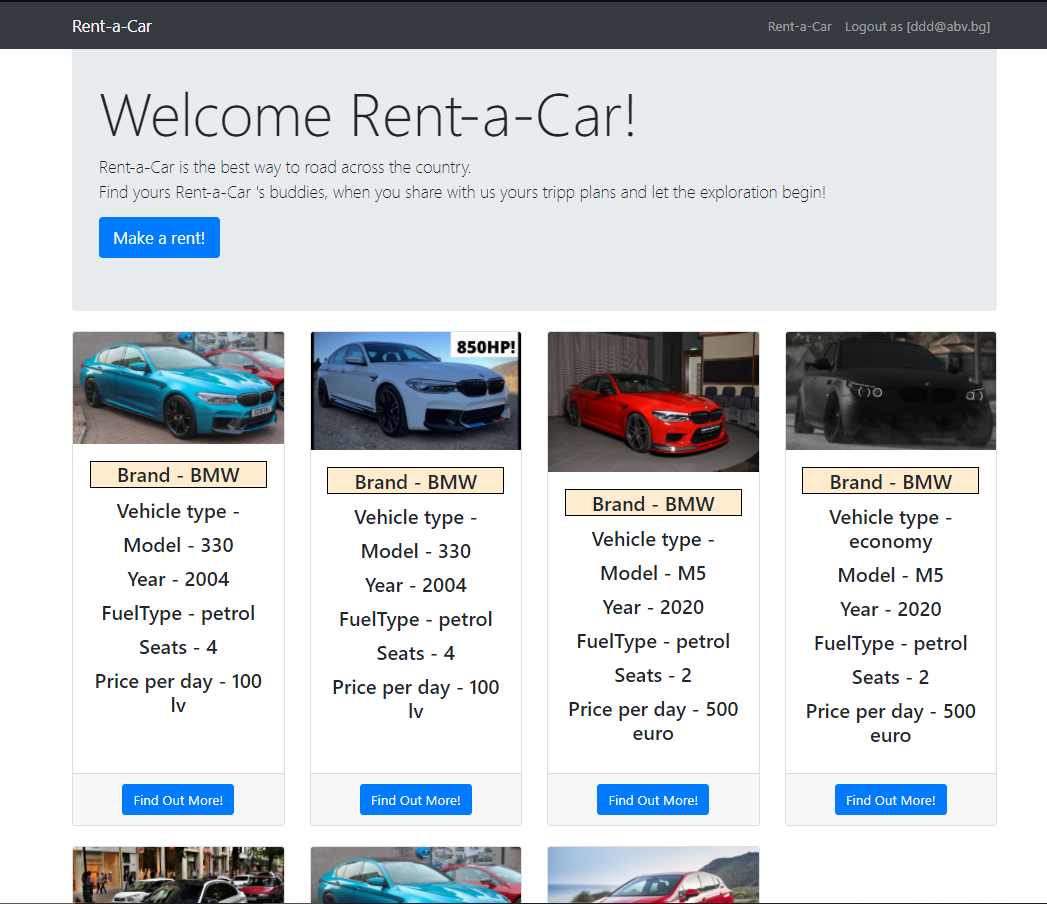 Rent-a-Car
Rent-a-Car Logout as [ddd@abv.bg]
Welcome Rent-a-Car!
Rent-a-Car is the best way to road across the country.
Find yours Rent-a-Car 's buddies, when you share with us yours tripp plans and let the exploration begin!
Make a rent!
Brand - BMW
Vehicle type -
Model - 330
Year - 2004
FuelType - petrol
Seats - 4
Price per day - 100
lv
Find Out More!
850HP!
Brand - BMW
Vehicle type -
Model - 330
Year - 2004
FuelType - petrol
Seats - 4
Price per day - 100
lv
Find Out More!
Brand - BMW
Vehicle type -
Model - M5
Year - 2020
FuelType - petrol
Seats - 2
Price per day - 500
euro
Find Out More!
Brand - BMW
Vehicle type -
economy
Model - M5
Year - 2020
FuelType - petrol
Seats - 2
Price per day - 500
euro
Find Out More!